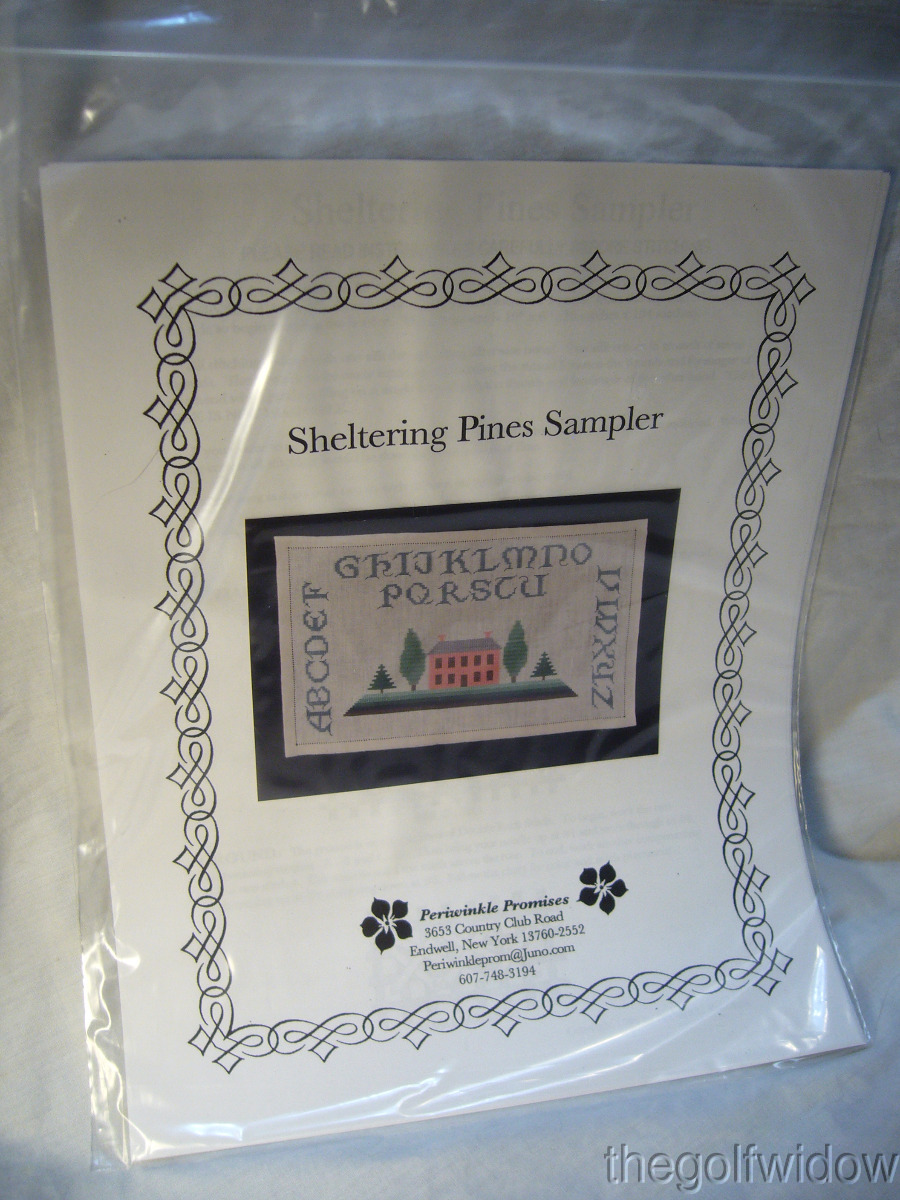 Sheltering Pines Sampler
GHIJKLMNO
PQRSTU
ABCDEF
VWXYZ
Periwinkle Promises
3653 Country Club Road
Endwell, New York 13760-2552
Periwinkleprom@Juno.com
607-748-3194
thegolfwidow